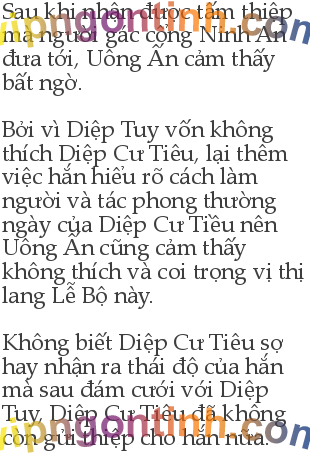 Sau khi nhận được tấm thiệp
mà người gác cổng Ninh An
đưa tới, Uông Ấn cảm thấy
bất ngờ.
Bởi vì Diệp Tuy vốn không
thích Diệp Cư Tiêu, lại thêm
việc hắn hiểu rõ cách làm
người và tác phong thường
ngày của Diệp Cư Tiều nên
Uông Ấn cũng cảm thấy
không thích và coi trọng vị thị
lang Lễ Bộ này.
Không biết Diệp Cư Tiêu sợ
hay nhận ra thái độ của hắn
mà sau đám cưới với Diệp
Tuy, Diệp Cư Tiêu đã không
còn gửi thiệp cho hắn nữa.
vipngontinh.com
vipngontinh.com